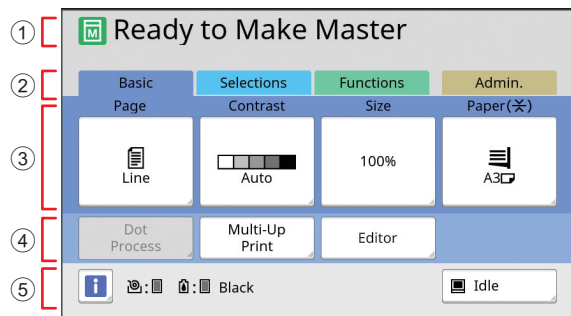 ① Ready to Make Master
② Basic Selections Functions Admin.
Page Contrast Size Paper(⚹)
③ Line Auto 100% A3
④ Dot Process Multi-Up Print Editor
⑤ i : : Black Idle